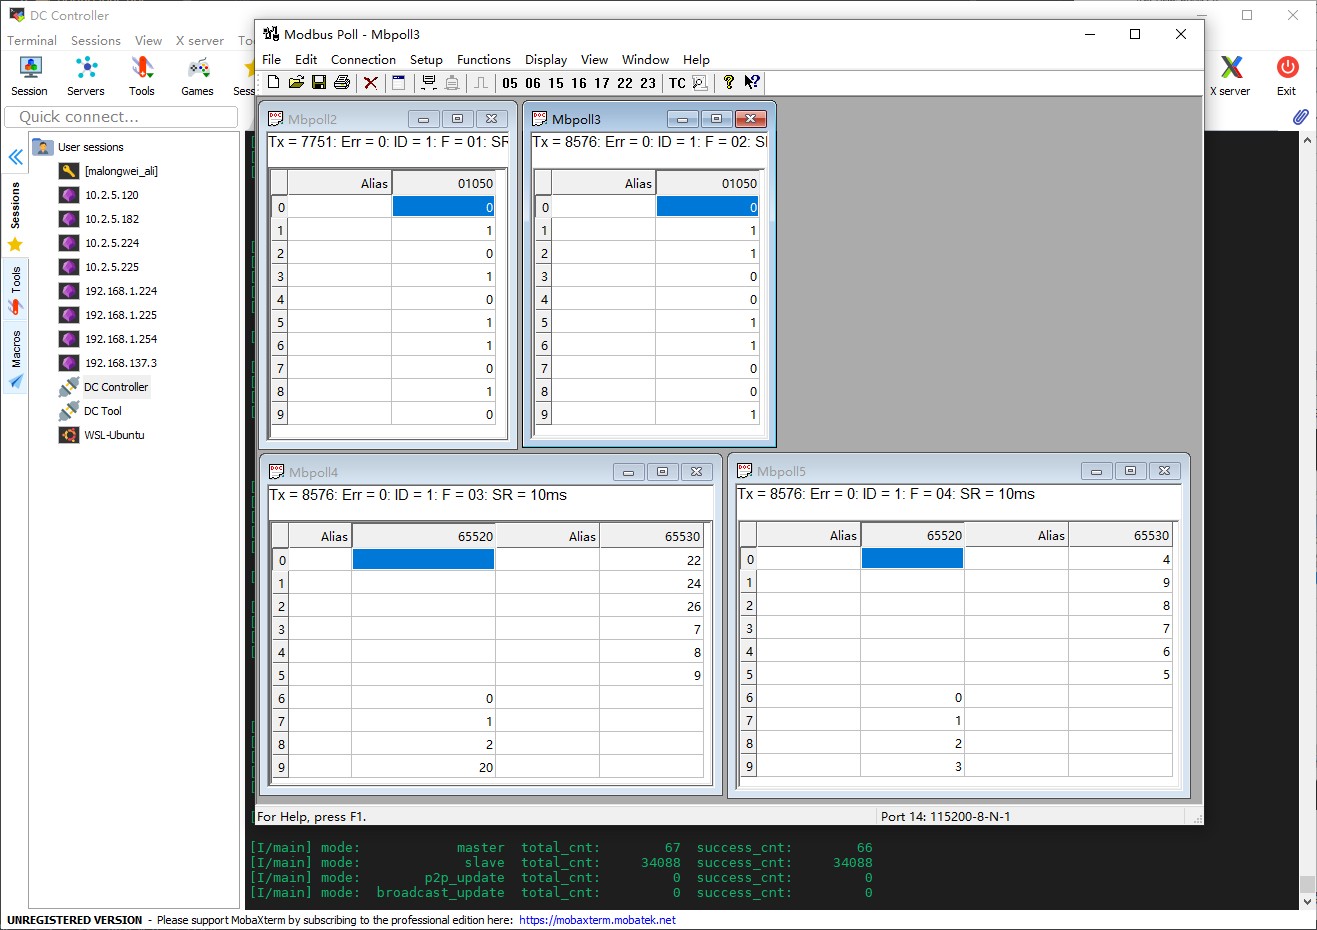 DC Controller
Terminal Sessions View X server To
Session Servers Tools Games Sess
X server Exit
Quick connect...
Sessions
Tools
Macros
User sessions
[malongwei_ali]
10.2.5.120
10.2.5.182
10.2.5.224
10.2.5.225
192.168.1.224
192.168.1.225
192.168.1.254
192.168.137.3
DC Controller
DC Tool
WSL-Ubuntu
Modbus Poll - Mbpoll3
File Edit Connection Setup Functions Display View Window Help
05 06 15 16 17 22 23 TC
Mbpoll2
Tx = 7751: Err = 0: ID = 1: F = 01: SR
Alias 01050
0 0
1 1
2 0
3 1
4 0
5 1
6 1
7 0
8 1
9 0
Mbpoll3
Tx = 8576: Err = 0: ID = 1: F = 02: S
Alias 01050
0 0
1 1
2 1
3 0
4 0
5 1
6 1
7 0
8 0
9 1
Mbpoll4
Tx = 8576: Err = 0: ID = 1: F = 03: SR = 10ms
Alias 65520 Alias 65530
0 22
1 24
2 26
3 7
4 8
5 9
6 0
7 1
8 2
9 20
Mbpoll5
Tx = 8576: Err = 0: ID = 1: F = 04: SR = 10ms
Alias 65520 Alias 65530
0 4
1 9
2 8
3 7
4 6
5 5
6 0
7 1
8 2
9 3
For Help, press F1. Port 14: 115200-8-N-1
[I/main] mode: master total_cnt: 67 success_cnt: 66
[I/main] mode: slave total_cnt: 34088 success_cnt: 34088
[I/main] mode: p2p_update total_cnt: 0 success_cnt: 0
[I/main] mode: broadcast_update total_cnt: 0 success_cnt: 0
UNREGISTERED VERSION - Please support MobaXterm by subscribing to the professional edition here: https://mobaxterm.mobatek.net